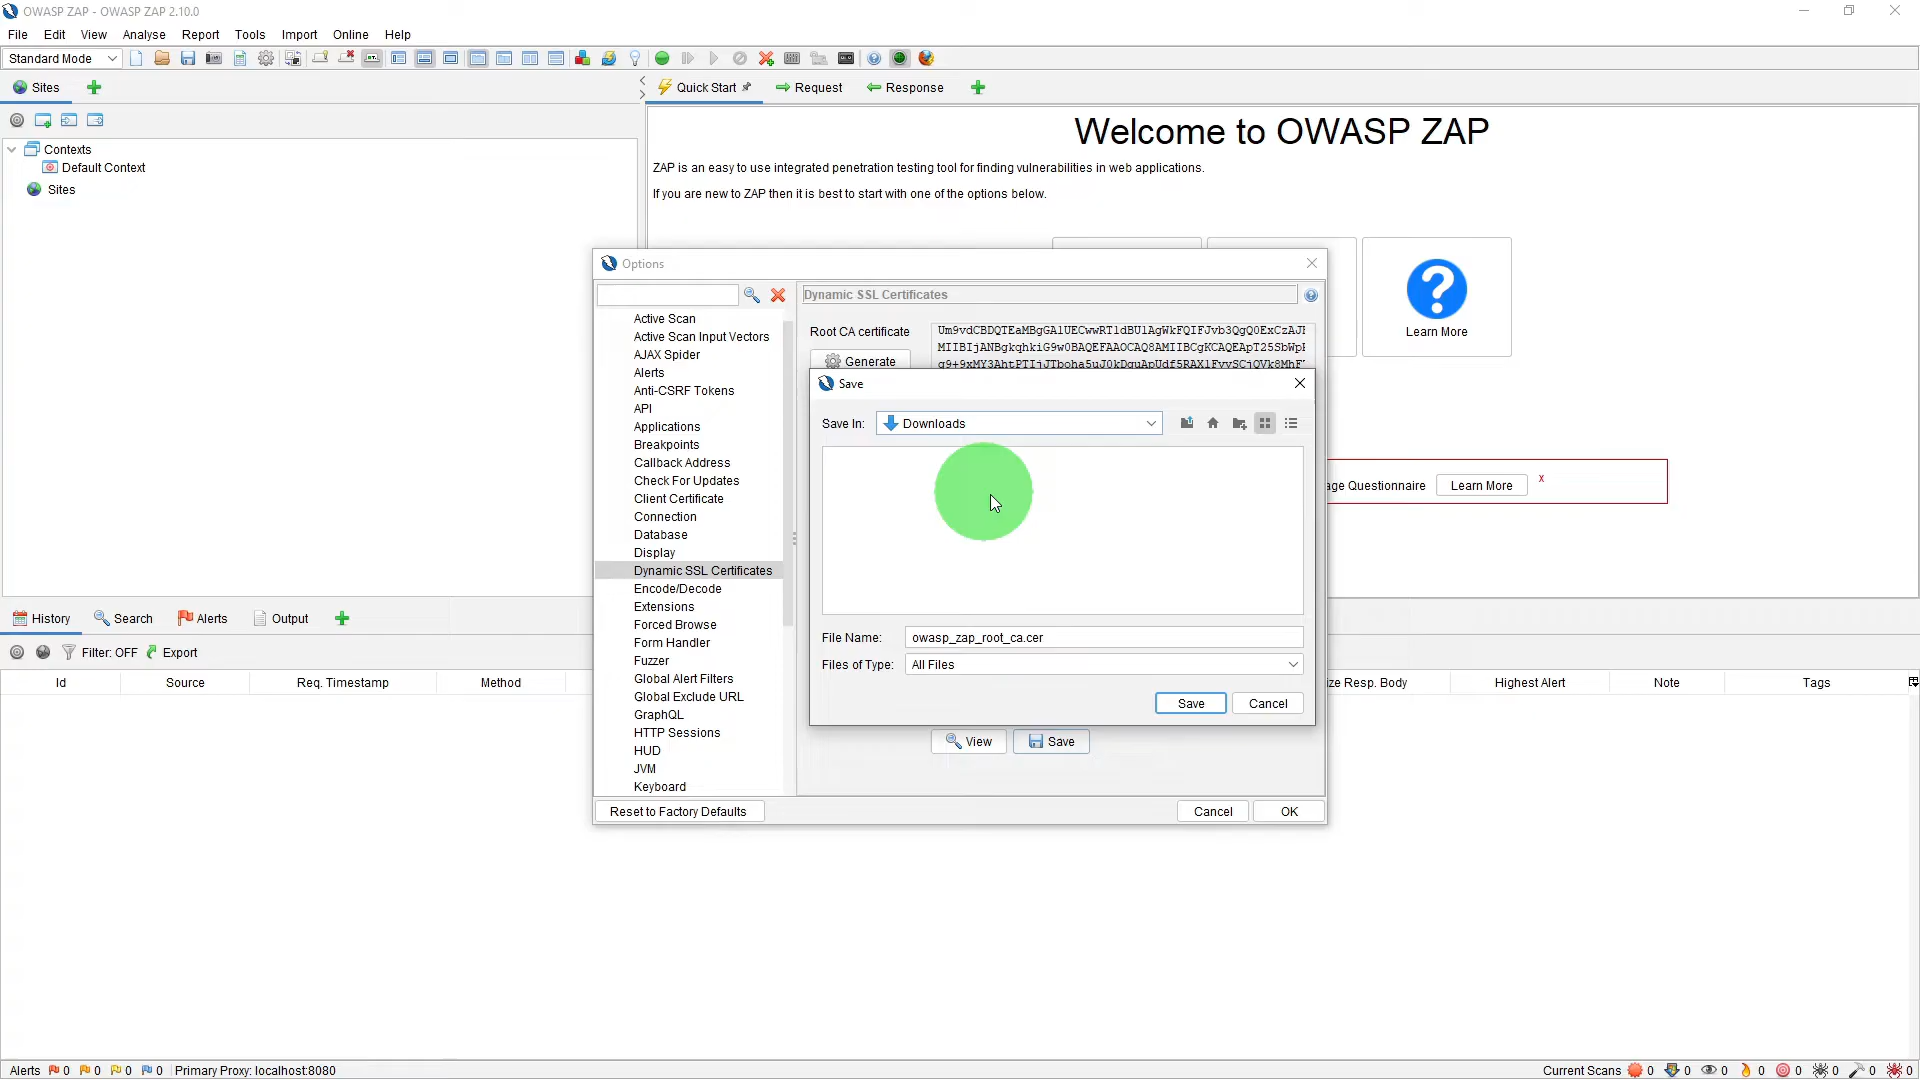 OWASP ZAP - OWASP ZAP 2.10.0
File Edit View Analyse Report Tools Import Online Help
Standard Mode
Sites
Quick Start Request Response
Contexts
Default Context
Sites
Welcome to OWASP ZAP
ZAP is an easy to use integrated penetration testing tool for finding vulnerabilities in web applications.
If you are new to ZAP then it is best to start with one of the options below.
Learn More
age Questionnaire Learn More x
Options
Active Scan
Active Scan Input Vectors
AJAX Spider
Alerts
Anti-CSRF Tokens
API
Applications
Breakpoints
Callback Address
Check For Updates
Client Certificate
Connection
Database
Display
Dynamic SSL Certificates
Encode/Decode
Extensions
Forced Browse
Form Handler
Fuzzer
Global Alert Filters
Global Exclude URL
GraphQL
HTTP Sessions
HUD
JVM
Keyboard
Dynamic SSL Certificates
Root CA certificate
Generate
Save
Save In: Downloads
File Name: owasp_zap_root_ca.cer
Files of Type: All Files
Save Cancel
View Save
Reset to Factory Defaults Cancel OK
History Search Alerts Output
Filter: OFF Export
Id Source Req. Timestamp Method ize Resp. Body Highest Alert Note Tags
Alerts 0 0 0 0 Primary Proxy: localhost:8080
Current Scans 0 0 0 0 0 0 0 0